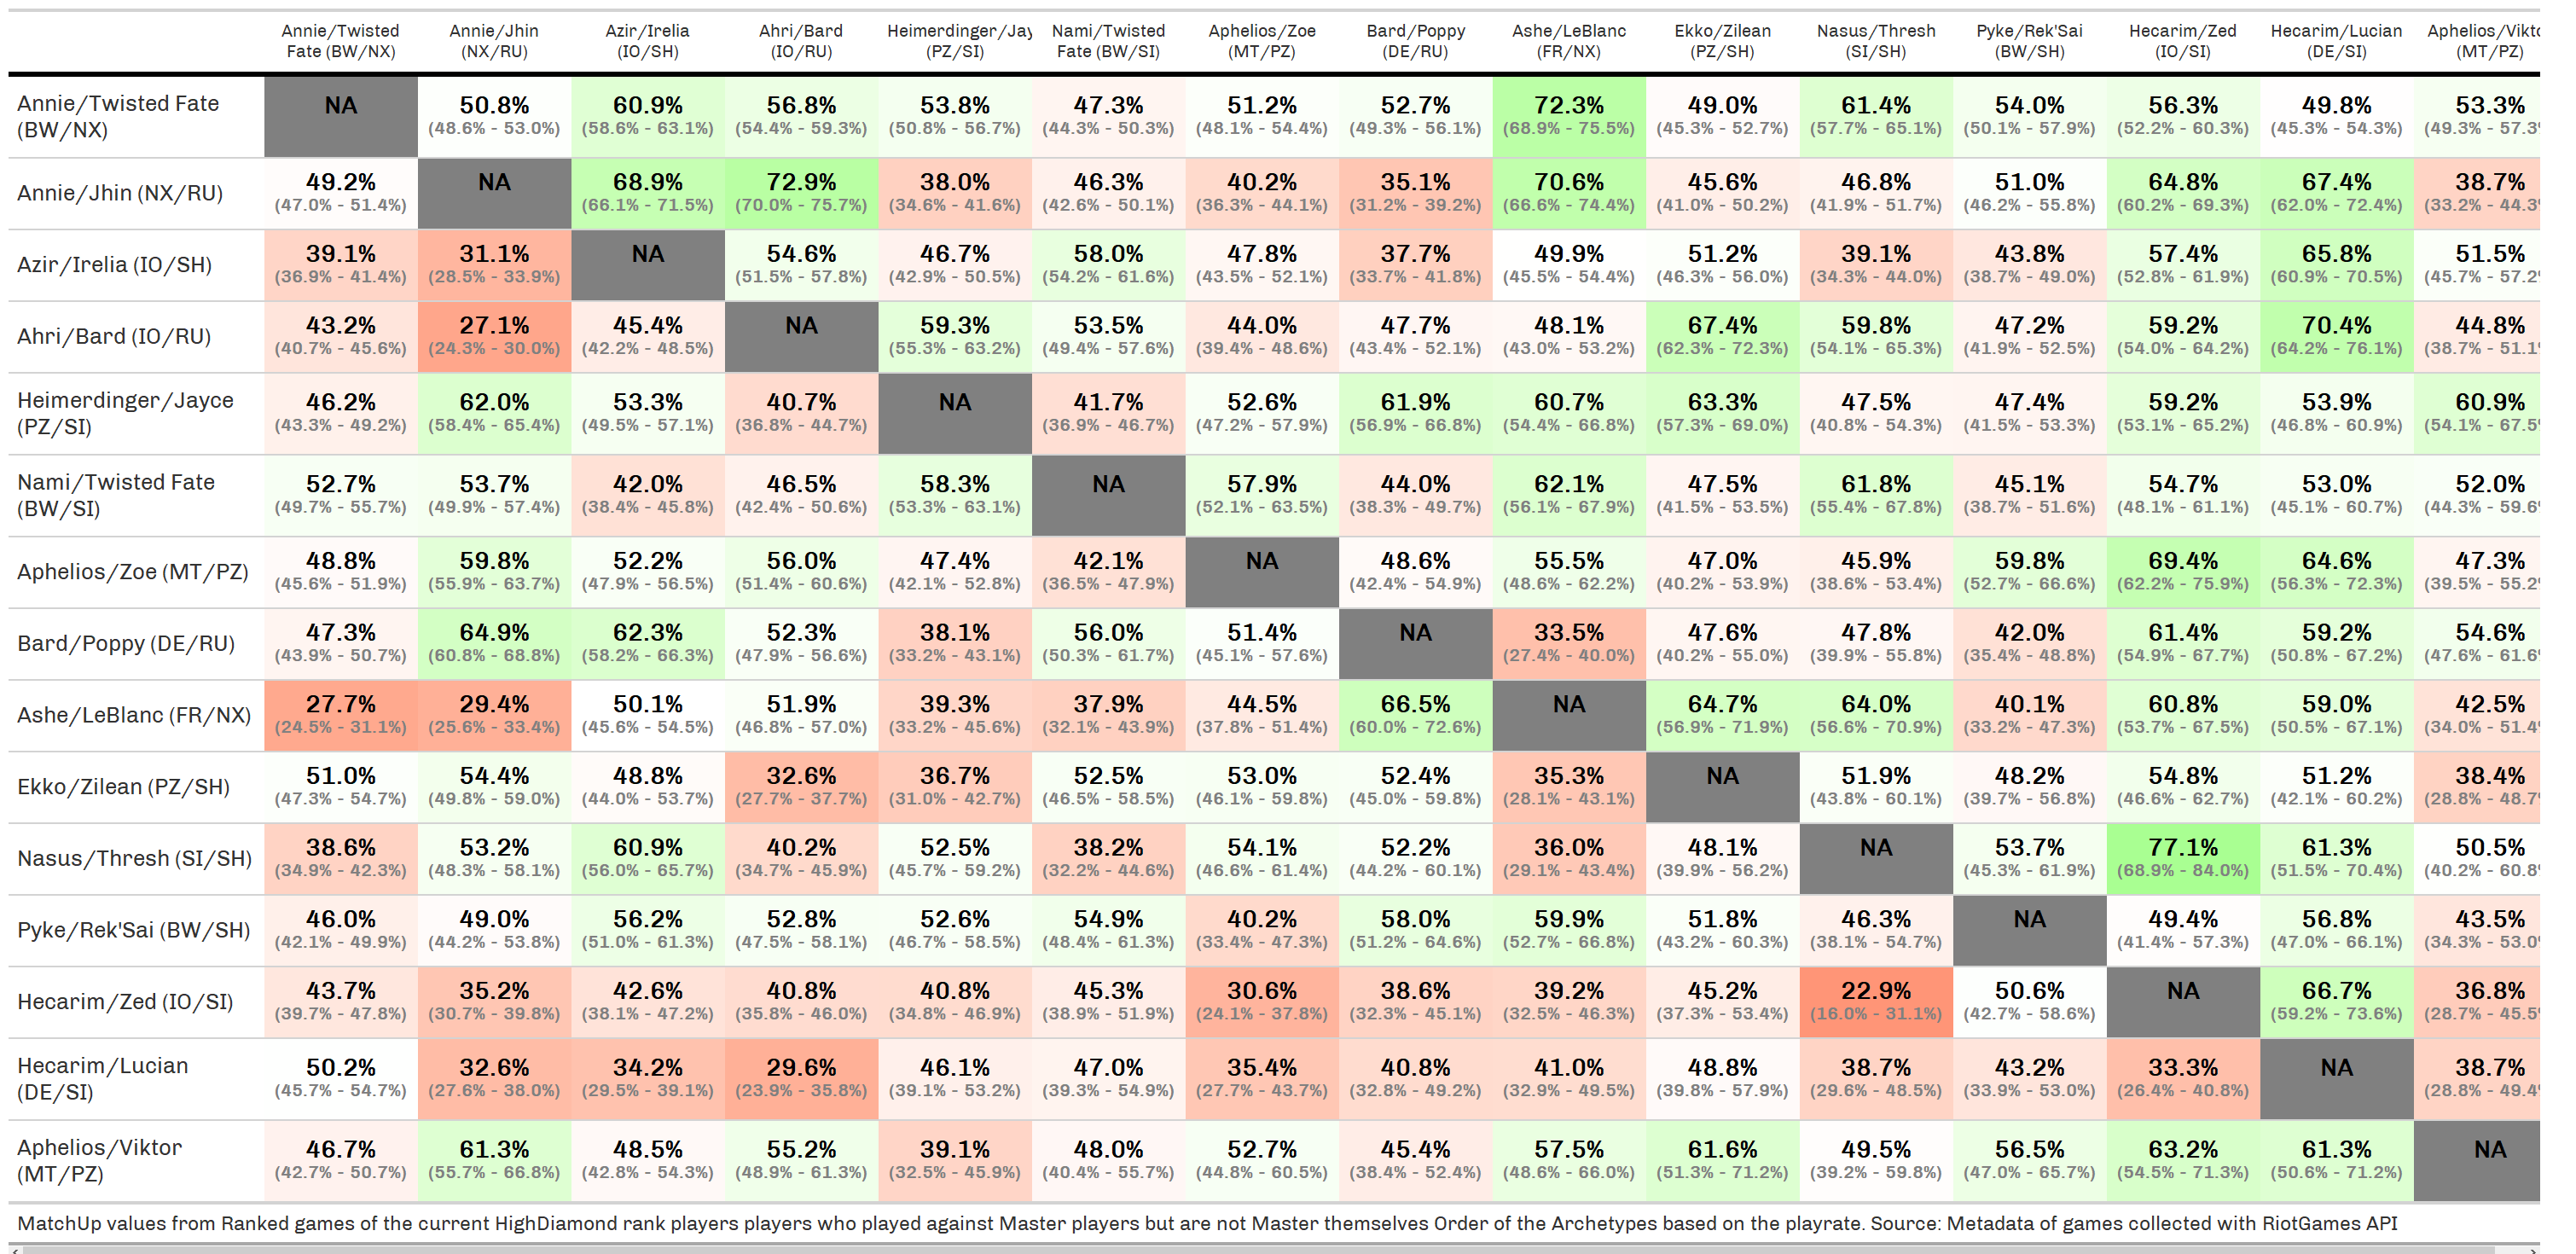 Annie/Twisted Annie/Jhin Azir/Irelia Ahri/Bard Heimerdinger/Jay Nami/Twisted Aphelios/Zoe Bard/Poppy Ashe/LeBlanc Ekko/Zilean Nasus/Thresh Pyke/Rek'Sai Hecarim/Zed Hecarim/Lucian Aphelios/Vikto
Fate (BW/NX) (NX/RU) (IO/SH) (IO/RU) (PZ/SI) Fate (BW/SI) (MT/PZ) (DE/RU) (FR/NX) (PZ/SH) (SI/SH) (BW/SH) (IO/SI) (DE/SI) (MT/PZ)
Annie/Twisted Fate NA 50.8% 60.9% 56.8% 53.8% 47.3% 51.2% 52.7% 72.3% 49.0% 61.4% 54.0% 56.3% 49.8% 53.3%
(BW/NX) (48.6% - 53.0%) (58.6% - 63.1%) (54.4% - 59.3%) (50.8% - 56.7%) (44.3% - 50.3%) (48.1% - 54.4%) (49.3% - 56.1%) (68.9% - 75.5%) (45.3% - 52.7%) (57.7% - 65.1%) (50.1% - 57.9%) (52.2% - 60.3%) (45.3% - 54.3%) (49.3% - 57.3%
Annie/Jhin (NX/RU) 49.2% NA 68.9% 72.9% 38.0% 46.3% 40.2% 35.1% 70.6% 45.6% 46.8% 51.0% 64.8% 67.4% 38.7%
(47.0% - 51.4%) (66.1% - 71.5%) (70.0% - 75.7%) (34.6% - 41.6%) (42.6% - 50.1%) (36.3% - 44.1%) (31.2% - 39.2%) (66.6% - 74.4%) (41.0% - 50.2%) (41.9% - 51.7%) (46.2% - 55.8%) (60.2% - 69.3%) (62.0% - 72.4%) (33.2% - 44.3%
Azir/Irelia (IO/SH) 39.1% 31.1% NA 54.6% 46.7% 58.0% 47.8% 37.7% 49.9% 51.2% 39.1% 43.8% 57.4% 65.8% 51.5%
(36.9% - 41.4%) (28.5% - 33.9%) (51.5% - 57.8%) (42.9% - 50.5%) (54.2% - 61.6%) (43.5% - 52.1%) (33.7% - 41.8%) (45.5% - 54.4%) (46.3% - 56.0%) (34.3% - 44.0%) (38.7% - 49.0%) (52.8% - 61.9%) (60.9% - 70.5%) (45.7% - 57.2%
Ahri/Bard (IO/RU) 43.2% 27.1% 45.4% NA 59.3% 53.5% 44.0% 47.7% 48.1% 67.4% 59.8% 47.2% 59.2% 70.4% 44.8%
(40.7% - 45.6%) (24.3% - 30.0%) (42.2% - 48.5%) (55.3% - 63.2%) (49.4% - 57.6%) (39.4% - 48.6%) (43.4% - 52.1%) (43.0% - 53.2%) (62.3% - 72.3%) (54.1% - 65.3%) (41.9% - 52.5%) (54.0% - 64.2%) (64.2% - 76.1%) (38.7% - 51.1%
Heimerdinger/Jayce 46.2% 62.0% 53.3% 40.7% NA 41.7% 52.6% 61.9% 60.7% 63.3% 47.5% 47.4% 59.2% 53.9% 60.9%
(PZ/SI) (43.3% - 49.2%) (58.4% - 65.4%) (49.5% - 57.1%) (36.8% - 44.7%) (36.9% - 46.7%) (47.2% - 57.9%) (56.9% - 66.8%) (54.4% - 66.8%) (57.3% - 69.0%) (40.8% - 54.3%) (41.5% - 53.3%) (53.1% - 65.2%) (46.8% - 60.9%) (54.1% - 67.5%
Nami/Twisted Fate 52.7% 53.7% 42.0% 46.5% 58.3% NA 57.9% 44.0% 62.1% 47.5% 61.8% 45.1% 54.7% 53.0% 52.0%
(BW/SI) (49.7% - 55.7%) (49.9% - 57.4%) (38.4% - 45.8%) (42.4% - 50.6%) (53.3% - 63.1%) (52.1% - 63.5%) (38.3% - 49.7%) (56.1% - 67.9%) (41.5% - 53.5%) (55.4% - 67.8%) (38.7% - 51.6%) (48.1% - 61.1%) (45.1% - 60.7%) (44.3% - 59.6%
Aphelios/Zoe (MT/PZ) 48.8% 59.8% 52.2% 56.0% 47.4% 42.1% NA 48.6% 55.5% 47.0% 45.9% 59.8% 69.4% 64.6% 47.3%
(45.6% - 51.9%) (55.9% - 63.7%) (47.9% - 56.5%) (51.4% - 60.6%) (42.1% - 52.8%) (36.5% - 47.9%) (42.4% - 54.9%) (48.6% - 62.2%) (40.2% - 53.9%) (38.6% - 53.4%) (52.7% - 66.6%) (62.2% - 75.9%) (56.3% - 72.3%) (39.5% - 55.2%
Bard/Poppy (DE/RU) 47.3% 64.9% 62.3% 52.3% 38.1% 56.0% 51.4% NA 33.5% 47.6% 47.8% 42.0% 61.4% 59.2% 54.6%
(43.9% - 50.7%) (60.8% - 68.8%) (58.2% - 66.3%) (47.9% - 56.6%) (33.2% - 43.1%) (50.3% - 61.7%) (45.1% - 57.6%) (27.4% - 40.0%) (40.2% - 55.0%) (39.9% - 55.8%) (35.4% - 48.8%) (54.9% - 67.7%) (50.8% - 67.2%) (47.6% - 61.6%
Ashe/LeBlanc (FR/NX) 27.7% 29.4% 50.1% 51.9% 39.3% 37.9% 44.5% 66.5% NA 64.7% 64.0% 40.1% 60.8% 59.0% 42.5%
(24.5% - 31.1%) (25.6% - 33.4%) (45.6% - 54.5%) (46.8% - 57.0%) (33.2% - 45.6%) (32.1% - 43.9%) (37.8% - 51.4%) (60.0% - 72.6%) (56.9% - 71.9%) (56.6% - 70.9%) (33.2% - 47.3%) (53.7% - 67.5%) (50.5% - 67.1%) (34.0% - 51.4%
Ekko/Zilean (PZ/SH) 51.0% 54.4% 48.8% 32.6% 36.7% 52.5% 53.0% 52.4% 35.3% NA 51.9% 48.2% 54.8% 51.2% 38.4%
(47.3% - 54.7%) (49.8% - 59.0%) (44.0% - 53.7%) (27.7% - 37.7%) (31.0% - 42.7%) (46.5% - 58.5%) (46.1% - 59.8%) (45.0% - 59.8%) (28.1% - 43.1%) (43.8% - 60.1%) (39.7% - 56.8%) (46.6% - 62.7%) (42.1% - 60.2%) (28.8% - 48.7%
Nasus/Thresh (SI/SH) 38.6% 53.2% 60.9% 40.2% 52.5% 38.2% 54.1% 52.2% 36.0% 48.1% NA 53.7% 77.1% 61.3% 50.5%
(34.9% - 42.3%) (48.3% - 58.1%) (56.0% - 65.7%) (34.7% - 45.9%) (45.7% - 59.2%) (32.2% - 44.6%) (46.6% - 61.4%) (44.2% - 60.1%) (29.1% - 43.4%) (39.9% - 56.2%) (45.3% - 61.9%) (68.9% - 84.0%) (51.5% - 70.4%) (40.2% - 60.8%
Pyke/Rek'Sai (BW/SH) 46.0% 49.0% 56.2% 52.8% 52.6% 54.9% 40.2% 58.0% 59.9% 51.8% 46.3% NA 49.4% 56.8% 43.5%
(42.1% - 49.9%) (44.2% - 53.8%) (51.0% - 61.3%) (47.5% - 58.1%) (46.7% - 58.5%) (48.4% - 61.3%) (33.4% - 47.3%) (51.2% - 64.6%) (52.7% - 66.8%) (43.2% - 60.3%) (38.1% - 54.7%) (41.4% - 57.3%) (47.0% - 66.1%) (34.3% - 53.0%
Hecarim/Zed (IO/SI) 43.7% 35.2% 42.6% 40.8% 40.8% 45.3% 30.6% 38.6% 39.2% 45.2% 22.9% 50.6% NA 66.7% 36.8%
(39.7% - 47.8%) (30.7% - 39.8%) (38.1% - 47.2%) (35.8% - 46.0%) (34.8% - 46.9%) (38.9% - 51.9%) (24.1% - 37.8%) (32.3% - 45.1%) (32.5% - 46.3%) (37.3% - 53.4%) (16.0% - 31.1%) (42.7% - 58.6%) (59.2% - 73.6%) (28.7% - 45.5%
Hecarim/Lucian 50.2% 32.6% 34.2% 29.6% 46.1% 47.0% 35.4% 40.8% 41.0% 48.8% 38.7% 43.2% 33.3% NA 38.7%
(DE/SI) (45.7% - 54.7%) (27.6% - 38.0%) (29.5% - 39.1%) (23.9% - 35.8%) (39.1% - 53.2%) (39.3% - 54.9%) (27.7% - 43.7%) (32.8% - 49.2%) (32.9% - 49.5%) (39.8% - 57.9%) (29.6% - 48.5%) (33.9% - 53.0%) (26.4% - 40.8%) (28.8% - 49.4%
Aphelios/Viktor 46.7% 61.3% 48.5% 55.2% 39.1% 48.0% 52.7% 45.4% 57.5% 61.6% 49.5% 56.5% 63.2% 61.3% NA
(MT/PZ) (42.7% - 50.7%) (55.7% - 66.8%) (42.8% - 54.3%) (48.9% - 61.3%) (32.5% - 45.9%) (40.4% - 55.7%) (44.8% - 60.5%) (38.4% - 52.4%) (48.6% - 66.0%) (51.3% - 71.2%) (39.2% - 59.8%) (47.0% - 65.7%) (54.5% - 71.3%) (50.6% - 71.2%)
MatchUp values from Ranked games of the current HighDiamond rank players players who played against Master players but are not Master themselves Order of the Archetypes based on the playrate. Source: Metadata of games collected with RiotGames API